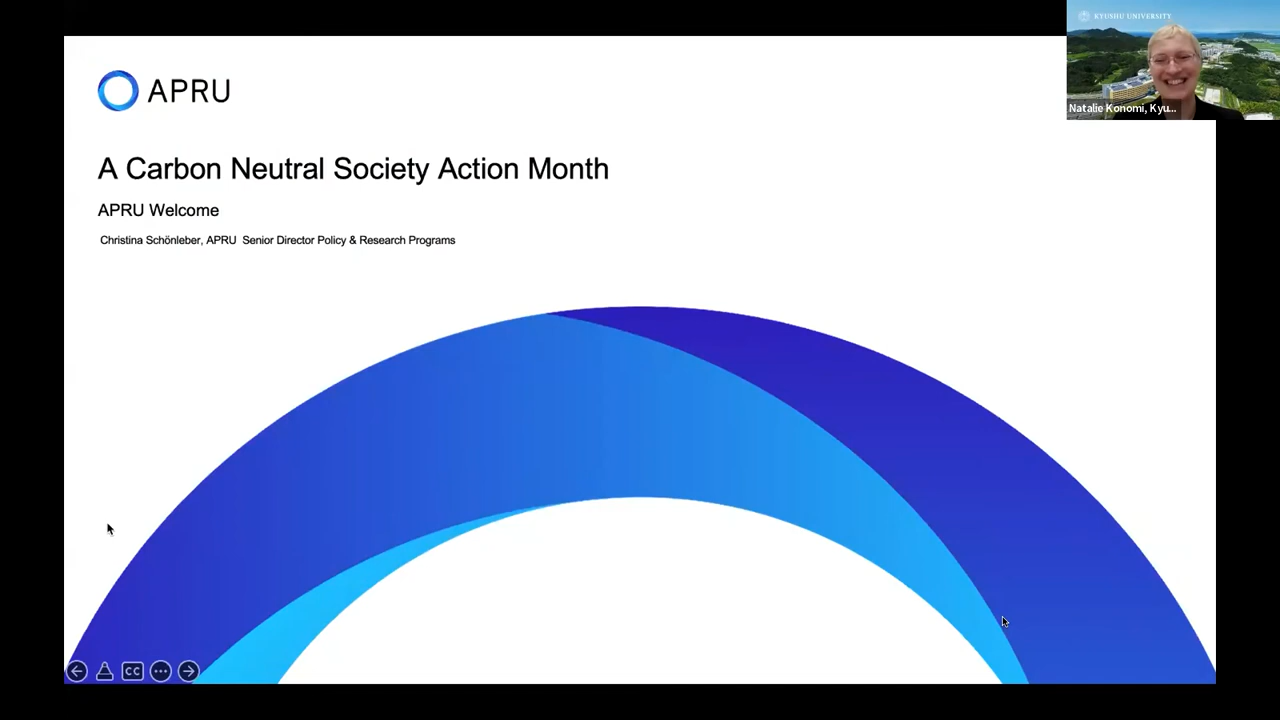 KYUSHU UNIVERSITY
Natalie Konomi, Kyu...
APRU
A Carbon Neutral Society Action Month
APRU Welcome
Christina Schönleber, APRU Senior Director Policy & Research Programs
CC